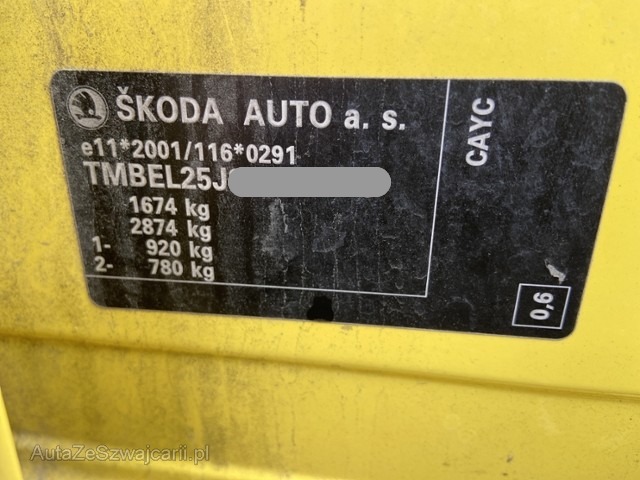 ŠKODA AUTO a. s.
e11*2001/116*0291
TMBEL25J
1674 kg
2874 kg
1- 920 kg
2- 780 kg
CAYC
0,6
AutaZeSzwajcarii.pl